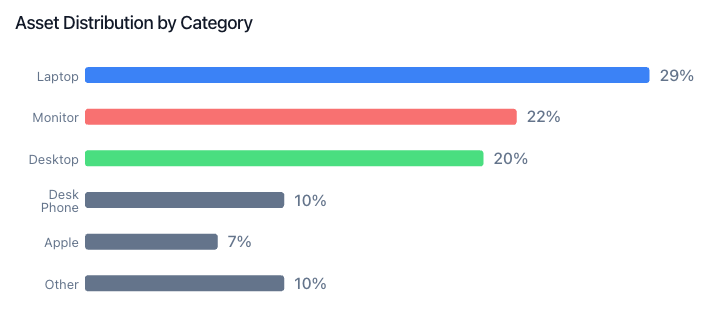 Asset Distribution by Category
Laptop 29%
Monitor 22%
Desktop 20%
Desk
Phone 10%
Apple 7%
Other 10%